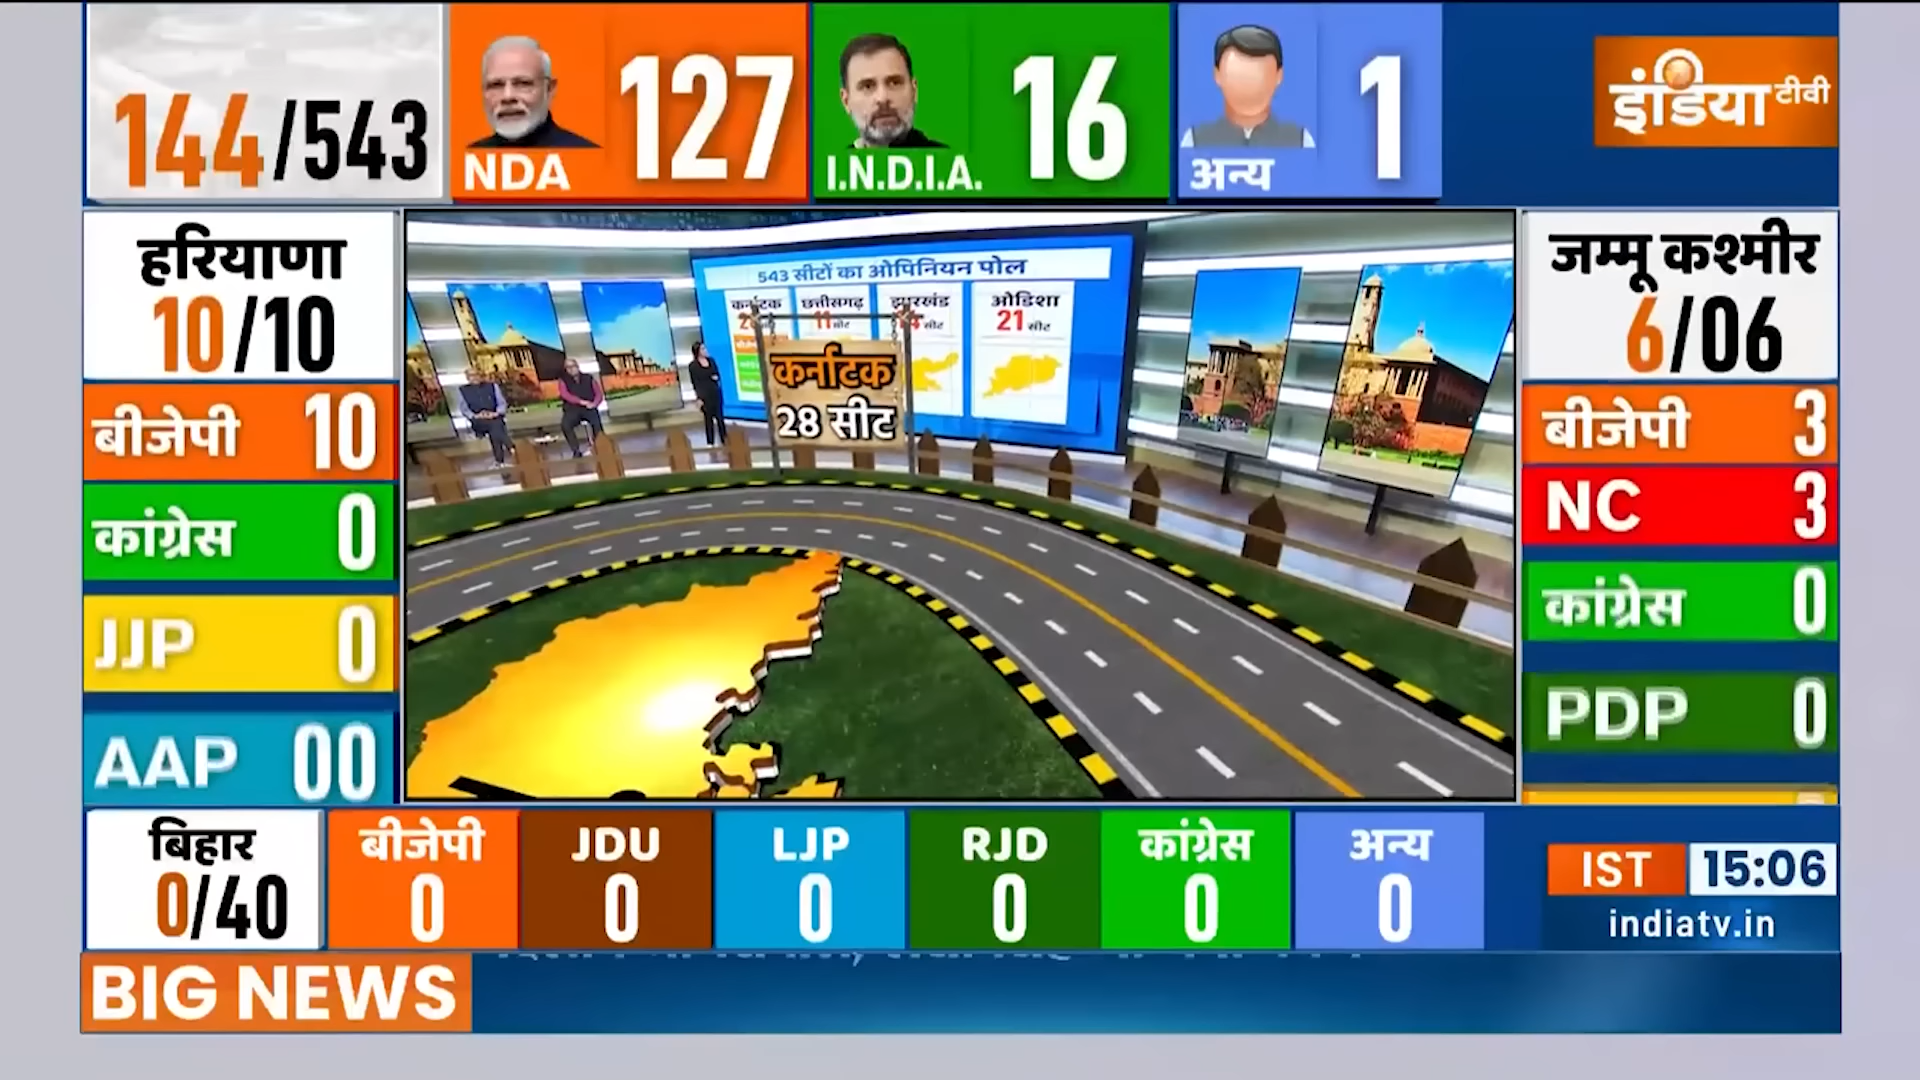 144/543
NDA 127
I.N.D.I.A. 16
अन्य 1
इंडिया टीवी
हरियाणा
10/10
बीजेपी 10
कांग्रेस 0
JJP 0
AAP 00
543 सीटों का ओपिनियन पोल
छत्तीसगढ़
11 सीट
झारखंड
सीट
ओडिशा
21 सीट
कर्नाटक
28 सीट
जम्मू कश्मीर
6/06
बीजेपी 3
NC 3
कांग्रेस 0
PDP 0
बिहार
0/40
बीजेपी
0
JDU
0
LJP
0
RJD
0
कांग्रेस
0
अन्य
0
IST 15:06
indiatv.in
BIG NEWS